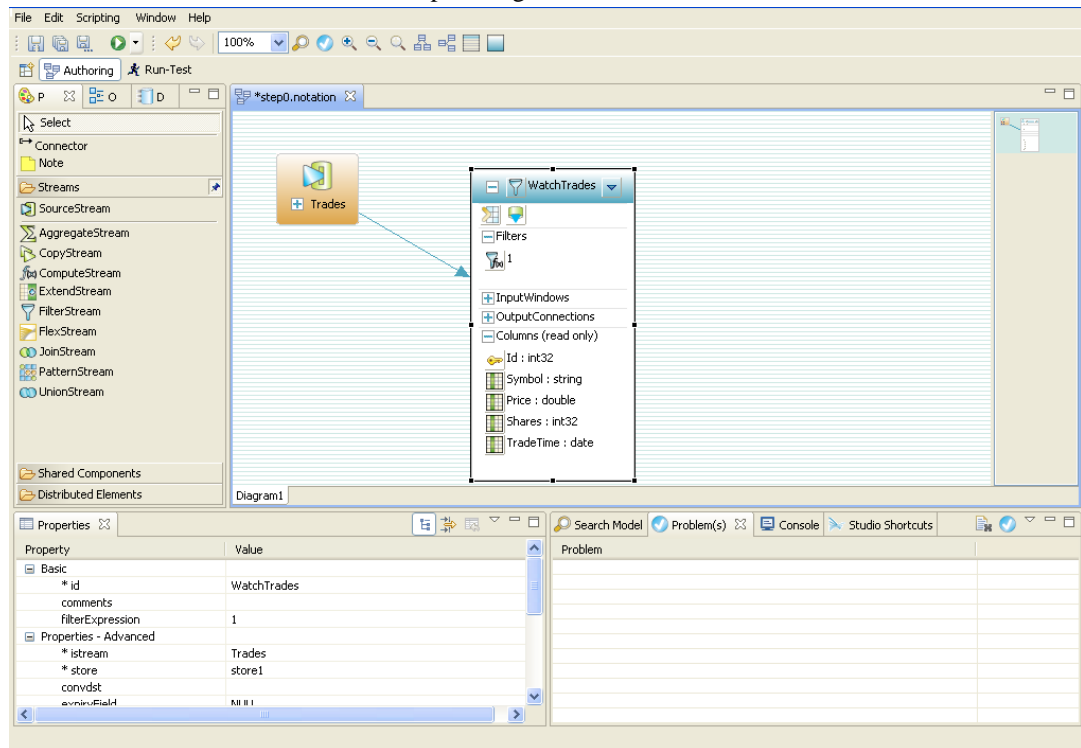 File Edit Scripting Window Help
100%
Authoring Run-Test
P O D
*step0.notation
Select
Connector
Note
Streams
SourceStream
AggregateStream
CopyStream
ComputeStream
ExtendStream
FilterStream
FlexStream
JoinStream
PatternStream
UnionStream
Shared Components
Distributed Elements
Trades
WatchTrades
Filters
1
InputWindows
OutputConnections
Columns (read only)
Id : int32
Symbol : string
Price : double
Shares : int32
TradeTime : date
Diagram1
Properties
Property Value
Basic
* id WatchTrades
comments
filterExpression 1
Properties - Advanced
* istream Trades
* store store1
convdst
expiryField NULL
Search Model Problem(s) Console Studio Shortcuts
Problem